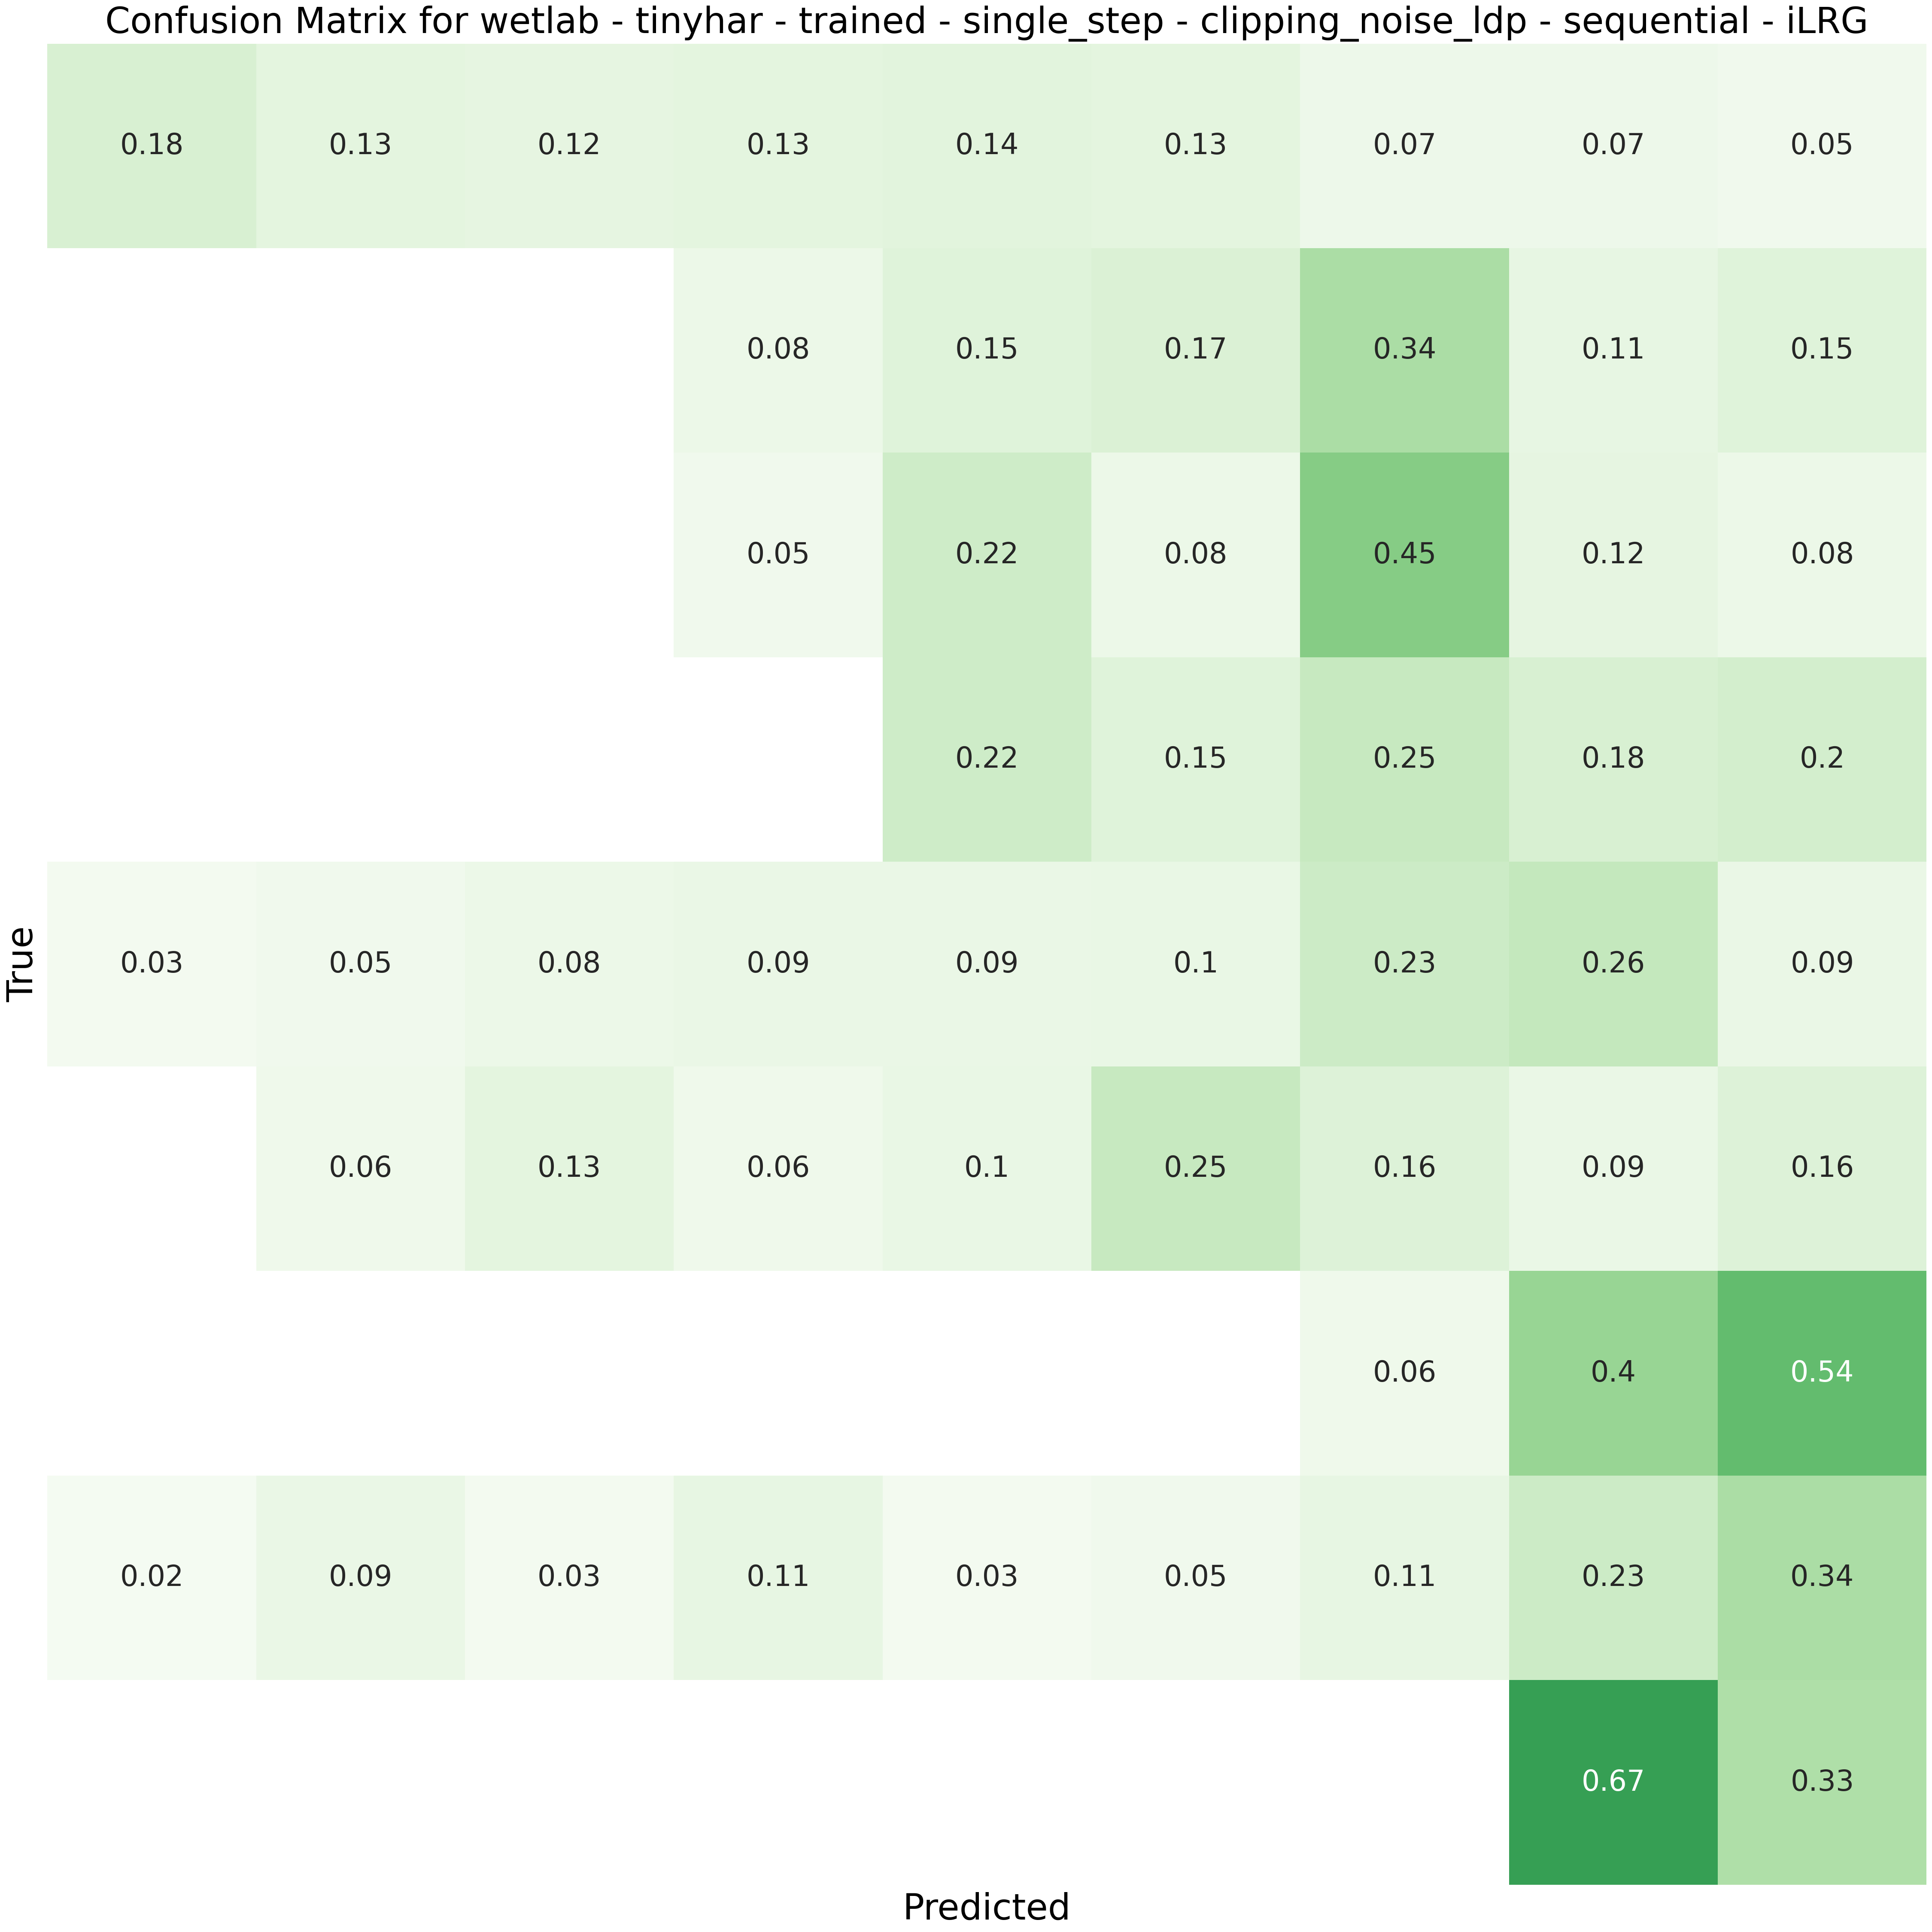 Confusion Matrix for wetlab - tinyhar - trained - single_step - clipping_noise_ldp - sequential - iLRG
0.18 0.13 0.12 0.13 0.14 0.13 0.07 0.07 0.05
0.08 0.15 0.17 0.34 0.11 0.15
0.05 0.22 0.08 0.45 0.12 0.08
0.22 0.15 0.25 0.18 0.2
True
0.03 0.05 0.08 0.09 0.09 0.1 0.23 0.26 0.09
0.06 0.13 0.06 0.1 0.25 0.16 0.09 0.16
0.06 0.4 0.54
0.02 0.09 0.03 0.11 0.03 0.05 0.11 0.23 0.34
0.67 0.33
Predicted